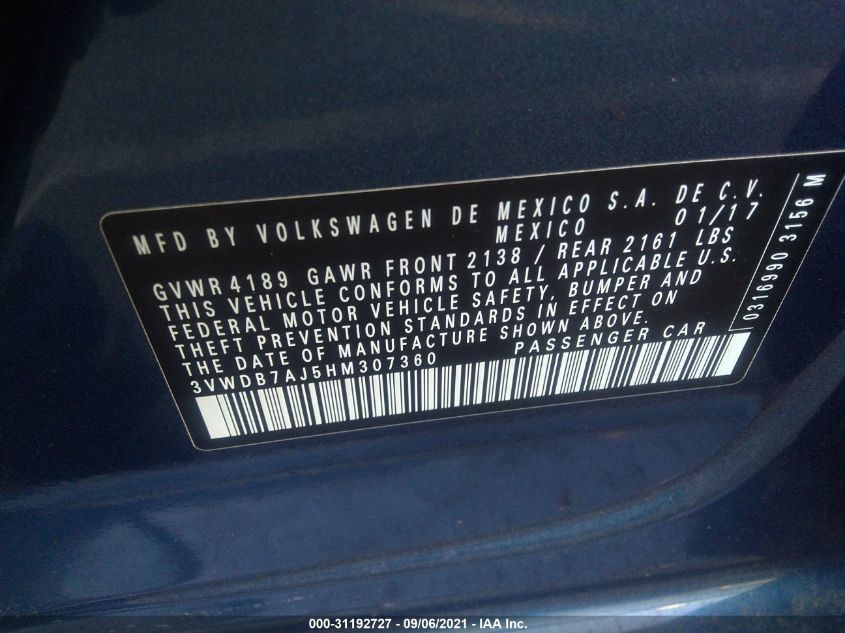 MFD BY VOLKSWAGEN DE MEXICO S.A. DE C.V.
MEXICO 01/17
GVWR 4189 GAWR FRONT 2138 / REAR 2161 LBS
THIS VEHICLE CONFORMS TO ALL APPLICABLE U.S.
FEDERAL MOTOR VEHICLE SAFETY, BUMPER AND
THEFT PREVENTION STANDARDS IN EFFECT ON
THE DATE OF MANUFACTURE SHOWN ABOVE.
3VWDB7AJ5HM307360 PASSENGER CAR
0316990 3156 M
000-31192727 - 09/06/2021 - IAA Inc.